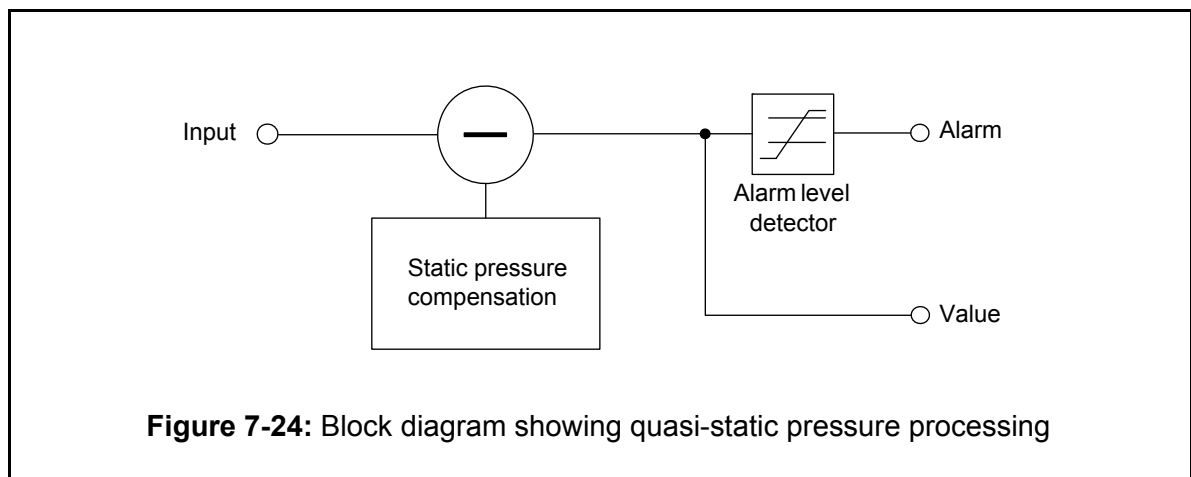 Input
Alarm
Alarm level
detector
Static pressure
compensation
Value
Figure 7-24: Block diagram showing quasi-static pressure processing